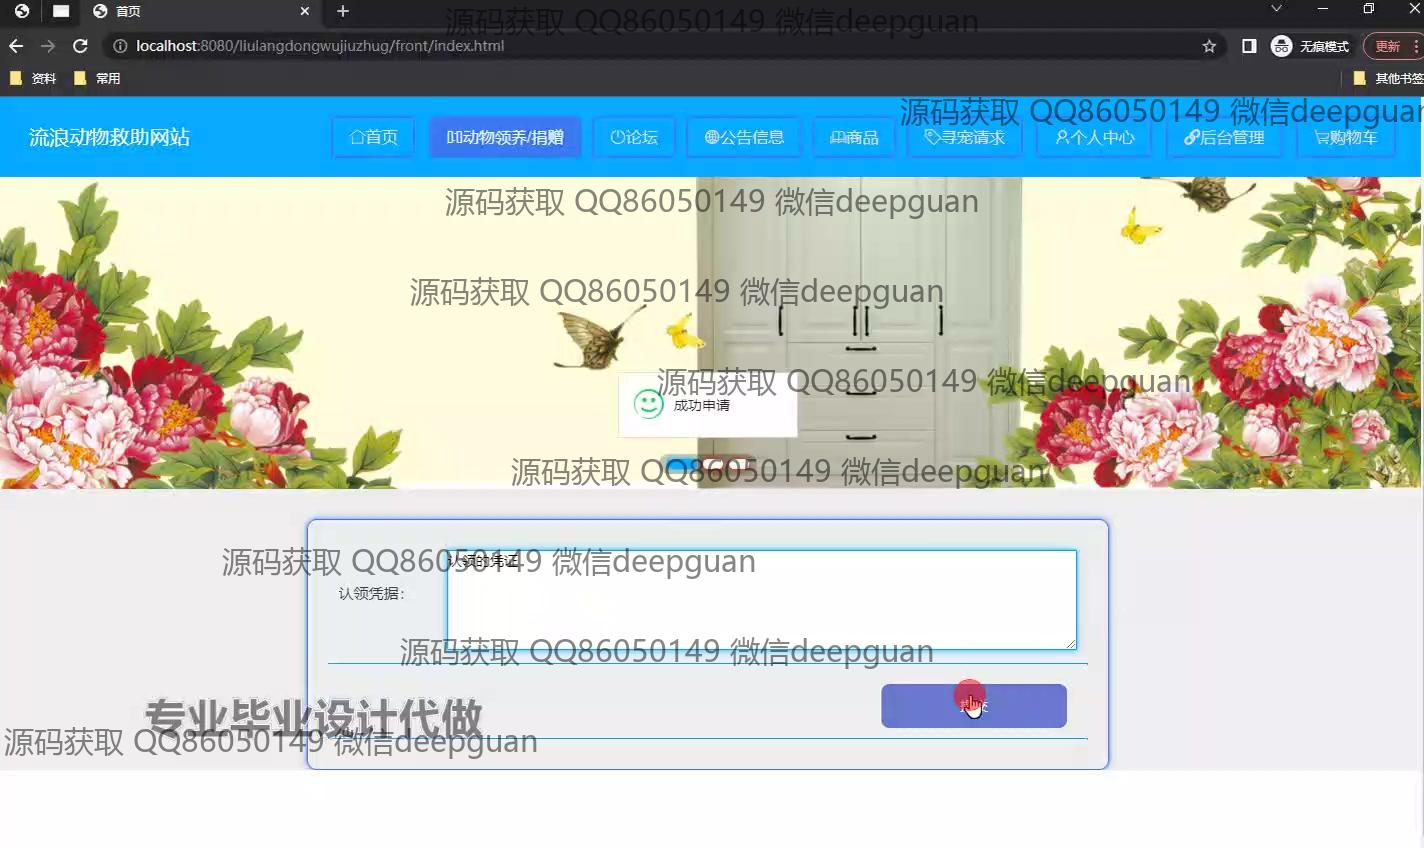 首页
源码获取 QQ86050149 微信deepguan
localhost:8080/liulangdongwujiuzhug/front/index.html
无痕模式
更新
资料
常用
其他书签
源码获取 QQ86050149 微信deepguan
流浪动物救助网站
首页
动物领养/捐赠
论坛
公告信息
商品
寻宠请求
个人中心
后台管理
购物车
源码获取 QQ86050149 微信deepguan
源码获取 QQ86050149 微信deepguan
源码获取 QQ86050149 微信deepguan
成功申请
源码获取 QQ86050149 微信deepguan
源码获取 QQ86050149 微信deepguan
认领的凭证
认领凭据：
源码获取 QQ86050149 微信deepguan
专业毕业设计代做
源码获取 QQ86050149 微信deepguan